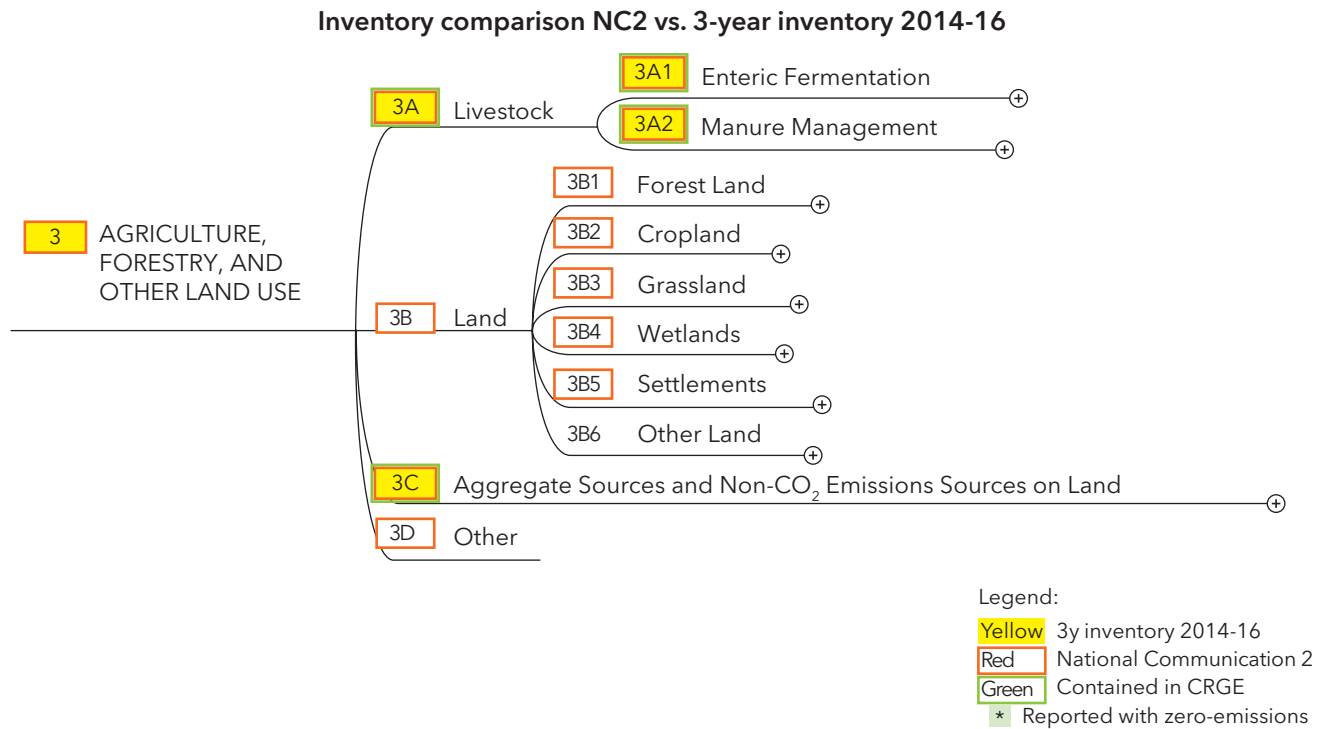 Inventory comparison NC2 vs. 3-year inventory 2014-16
3A1 Enteric Fermentation
3A Livestock
3A2 Manure Management
3B1 Forest Land
3 AGRICULTURE,
FORESTRY, AND
OTHER LAND USE
3B2 Cropland
3B3 Grassland
3B Land
3B4 Wetlands
3B5 Settlements
3B6 Other Land
3C Aggregate Sources and Non-CO₂ Emissions Sources on Land
3D Other
Legend:
Yellow 3y inventory 2014-16
Red National Communication 2
Green Contained in CRGE
* Reported with zero-emissions